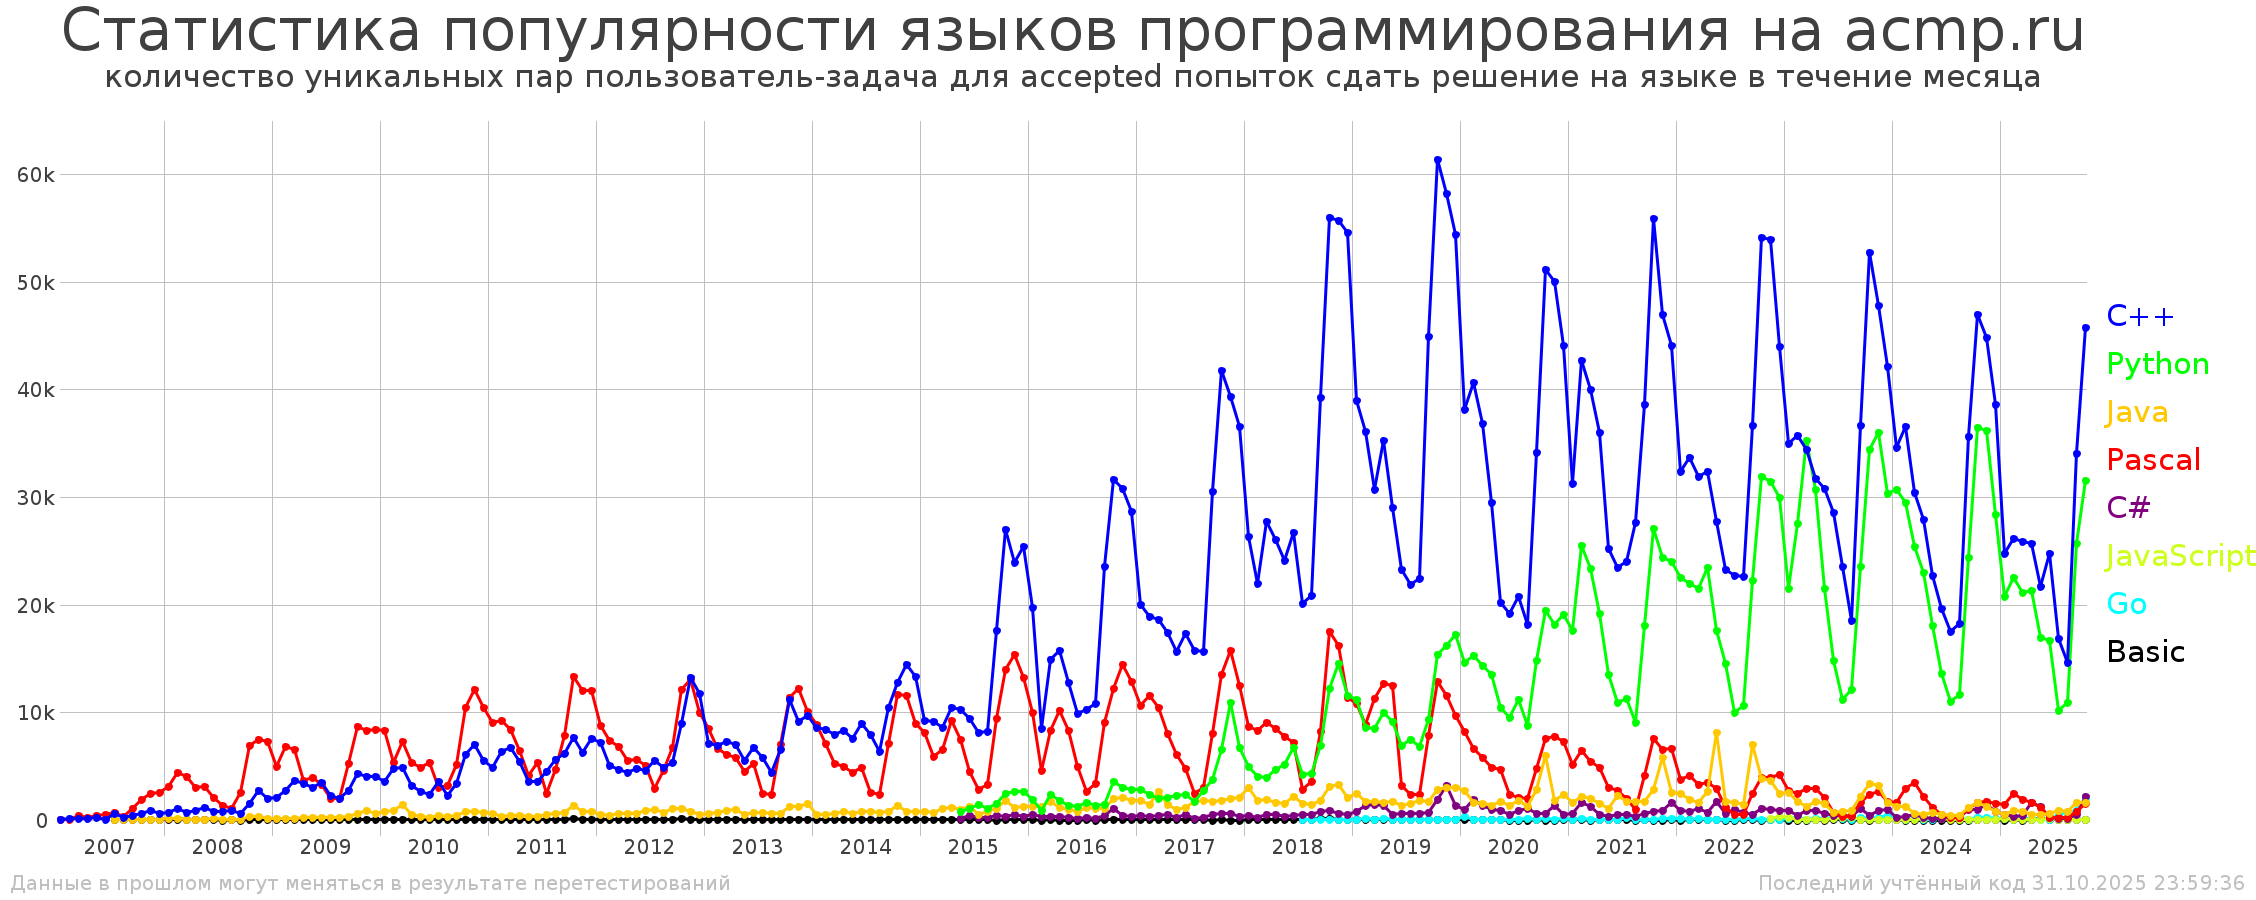 Статистика популярности языков программирования на acmp.ru
количество уникальных пар пользователь-задача для accepted попыток сдать решение на языке в течение месяца
60k
50k
40k
30k
20k
10k
0
C++
Python
Java
Pascal
C#
JavaScript
Go
Basic
2007 2008 2009 2010 2011 2012 2013 2014 2015 2016 2017 2018 2019 2020 2021 2022 2023 2024 2025
Данные в прошлом могут меняться в результате перетестирований
Последний учтённый код 31.10.2025 23:59:36